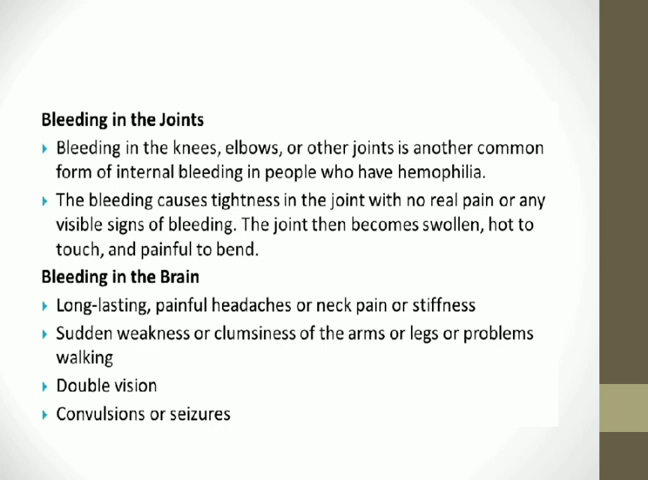 Bleeding in the Joints
Bleeding in the knees, elbows, or other joints is another common
form of internal bleeding in people who have hemophilia.
The bleeding causes tightness in the joint with no real pain or any
visible signs of bleeding. The joint then becomes swollen, hot to
touch, and painful to bend.
Bleeding in the Brain
Long-lasting, painful headaches or neck pain or stiffness
Sudden weakness or clumsiness of the arms or legs or problems
walking
Double vision
Convulsions or seizures